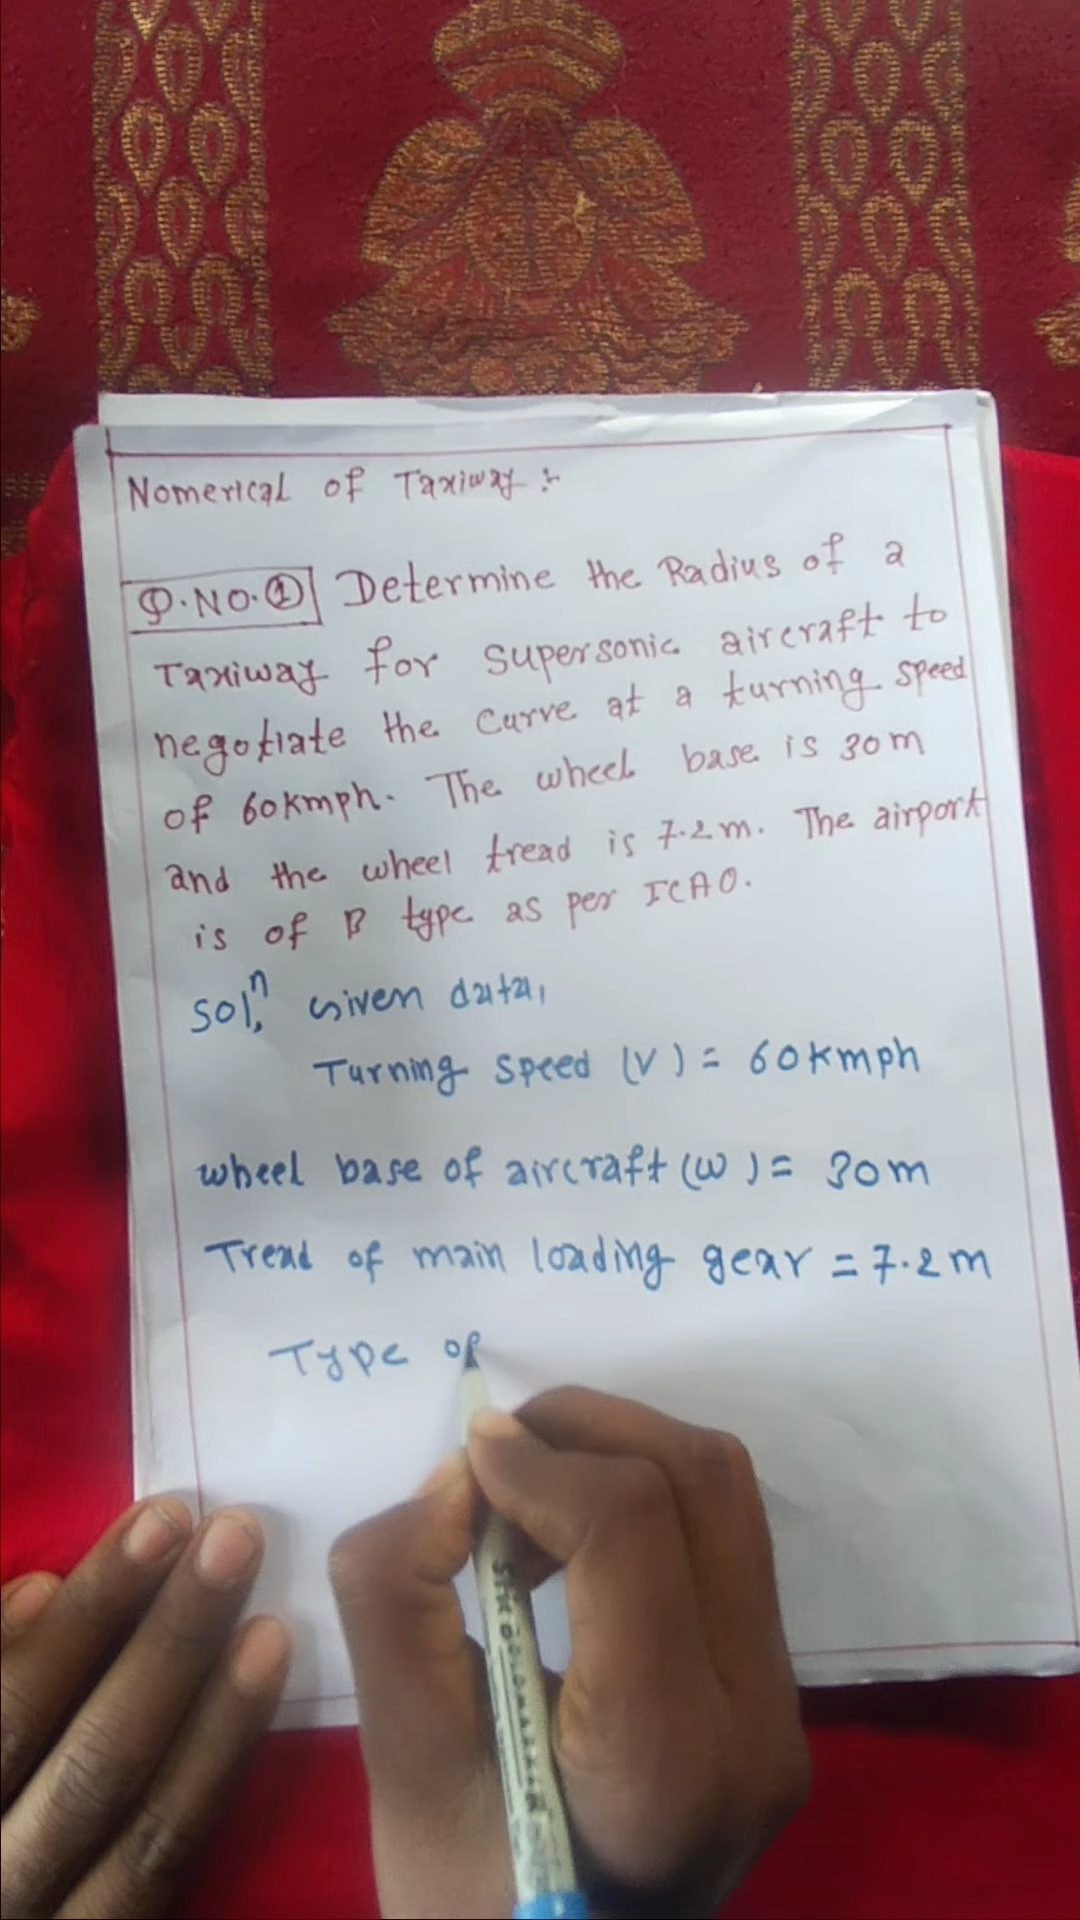 Nomerical of Taxiway :-
Q.NO.① Determine the Radius of a
Taxiway for supersonic aircraft to
negotiate the curve at a turning speed
of 60kmph. The wheel base is 30m
and the wheel tread is 7.2m. The airport
is of B type as per ICAO.
Solⁿ, Given data,
Turning speed (V) = 60kmph
wheel base of aircraft (W) = 30m
Tread of main loading gear = 7.2m
Type of